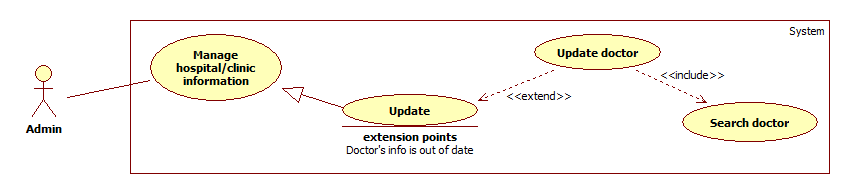 System
Manage
hospital/clinic
information
Update doctor
<<include>>
<<extend>>
Update
Search doctor
Admin
extension points
Doctor's info is out of date